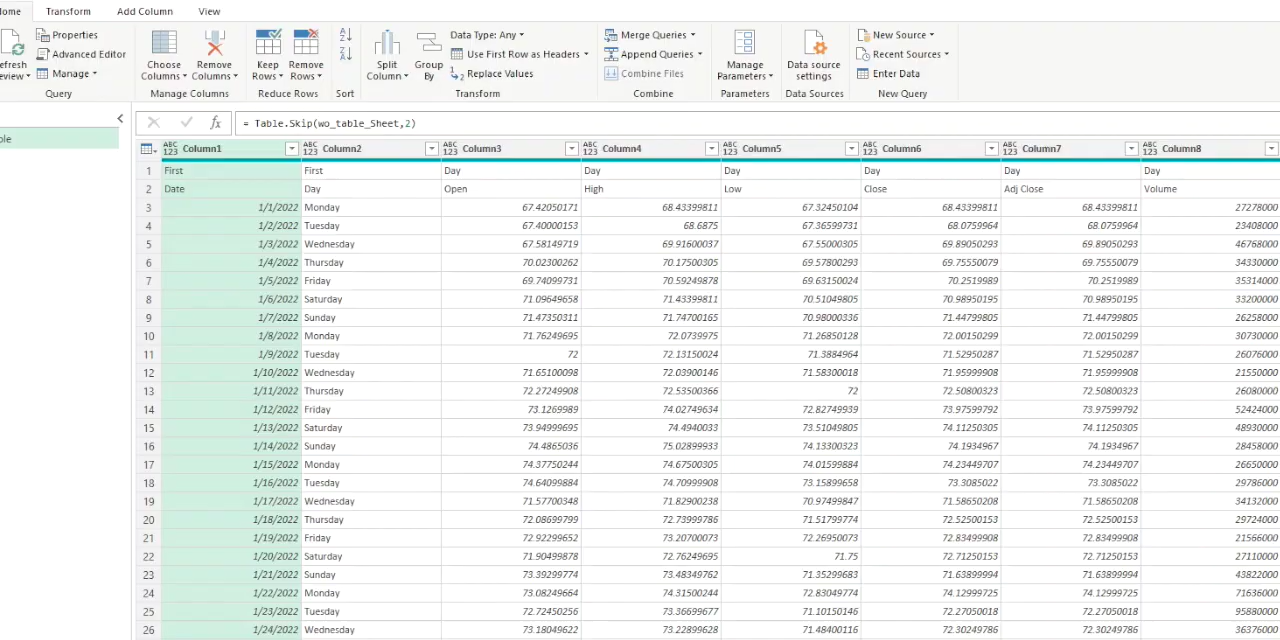 ome Transform Add Column View
Properties
Advanced Editor
Manage
efresh
eview
Query
Choose Columns
Remove Columns
Manage Columns
Keep Rows
Remove Rows
Reduce Rows
Sort
Split Column
Group By
Data Type: Any
Use First Row as Headers
Replace Values
Transform
Merge Queries
Append Queries
Combine Files
Combine
Manage Parameters
Parameters
Data source settings
Data Sources
New Source
Recent Sources
Enter Data
New Query
ole
fx = Table.Skip(wo_table_Sheet,2)
ABC 123 Column1 ABC 123 Column2 ABC 123 Column3 ABC 123 Column4 ABC 123 Column5 ABC 123 Column6 ABC 123 Column7 ABC 123 Column8
1 First First Day Day Day Day Day Day
2 Date Day Open High Low Close Adj Close Volume
3 1/1/2022 Monday 67.42050171 68.43399811 67.32450104 68.43399811 68.43399811 27278000
4 1/2/2022 Tuesday 67.40000153 68.6875 67.36599731 68.0759964 68.0759964 23408000
5 1/3/2022 Wednesday 67.58149719 69.91600037 67.55000305 69.89050293 69.89050293 46768000
6 1/4/2022 Thursday 70.02300262 70.17500305 69.57800293 69.75550079 69.75550079 34330000
7 1/5/2022 Friday 69.74099731 70.59249878 69.63150024 70.2519989 70.2519989 35314000
8 1/6/2022 Saturday 71.09649658 71.43399811 70.51049805 70.98950195 70.98950195 33200000
9 1/7/2022 Sunday 71.47350311 71.74700165 70.98000336 71.44799805 71.44799805 26258000
10 1/8/2022 Monday 71.76249695 72.0739975 71.26850128 72.00150299 72.00150299 30730000
11 1/9/2022 Tuesday 72 72.13150024 71.3884964 71.52950287 71.52950287 26076000
12 1/10/2022 Wednesday 71.65100098 72.03900146 71.58300018 71.95999908 71.95999908 21550000
13 1/11/2022 Thursday 72.27249908 72.53500366 72 72.50800323 72.50800323 26080000
14 1/12/2022 Friday 73.1269989 74.02749634 72.82749939 73.97599792 73.97599792 52424000
15 1/13/2022 Saturday 73.94999695 74.4940033 73.51049805 74.11250305 74.11250305 48930000
16 1/14/2022 Sunday 74.4865036 75.02899933 74.13300323 74.1934967 74.1934967 28458000
17 1/15/2022 Monday 74.37750244 74.67500305 74.01599884 74.23449707 74.23449707 26650000
18 1/16/2022 Tuesday 74.64099884 74.70999908 73.15899658 73.3085022 73.3085022 29786000
19 1/17/2022 Wednesday 71.57700348 71.82900238 70.97499847 71.58650208 71.58650208 34132000
20 1/18/2022 Thursday 72.08699799 72.73999786 71.51799774 72.52500153 72.52500153 29724000
21 1/19/2022 Friday 72.92299652 73.20700073 72.26950073 72.83499908 72.83499908 21566000
22 1/20/2022 Saturday 71.90499878 72.76249695 71.75 72.71250153 72.71250153 27110000
23 1/21/2022 Sunday 73.39299774 73.48349762 71.35299683 71.63899994 71.63899994 43822000
24 1/22/2022 Monday 73.08249664 74.31500244 72.83049774 74.12999725 74.12999725 71636000
25 1/23/2022 Tuesday 72.72450256 73.36699677 71.10150146 72.27050018 72.27050018 95880000
26 1/24/2022 Wednesday 73.18049622 73.22899628 71.48400116 72.30249786 72.30249786 36376000